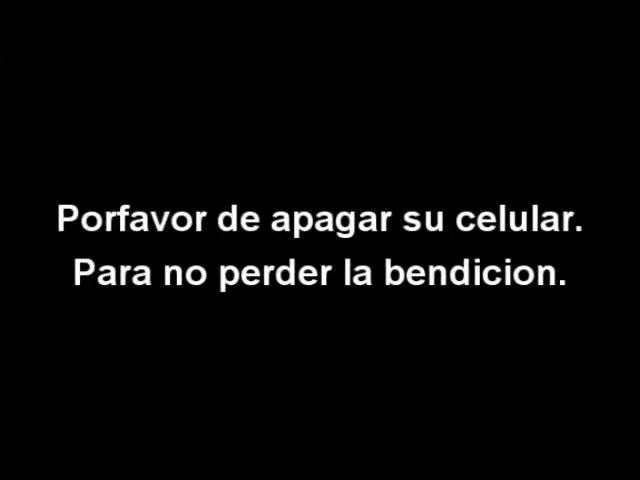 Porfavor de apagar su celular.
Para no perder la bendicion.